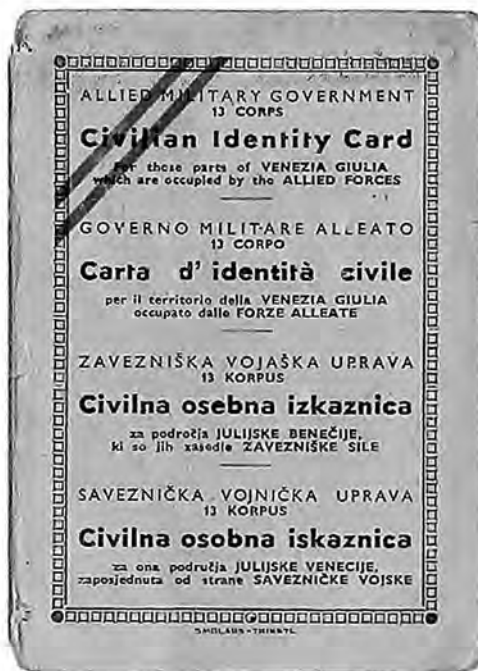 ALLIED MILITARY GOVERNMENT
13 CORPS
Civilian Identity Card
For those parts of VENEZIA GIULIA
which are occupied by the ALLIED FORCES
GOVERNO MILITARE ALLEATO
13 CORPO
Carta d' identità civile
per il territorio della VENEZIA GIULIA
occupato dalle FORZE ALLEATE
ZAVEZNIŠKA VOJAŠKA UPRAVA
13 KORPUS
Civilna osebna izkaznica
za področja JULIJSKE BENEČIJE,
ki so jih zasedle ZAVEZNIŠKE SILE
SAVEZNIČKA VOJNIČKA UPRAVA
13 KORPUS
Civilna osobna iskaznica
za ona područja JULIJSKE VENECIJE,
zaposjednuta od strane SAVEZNIČKE VOJSKE
SMOLARS - TRIESTE